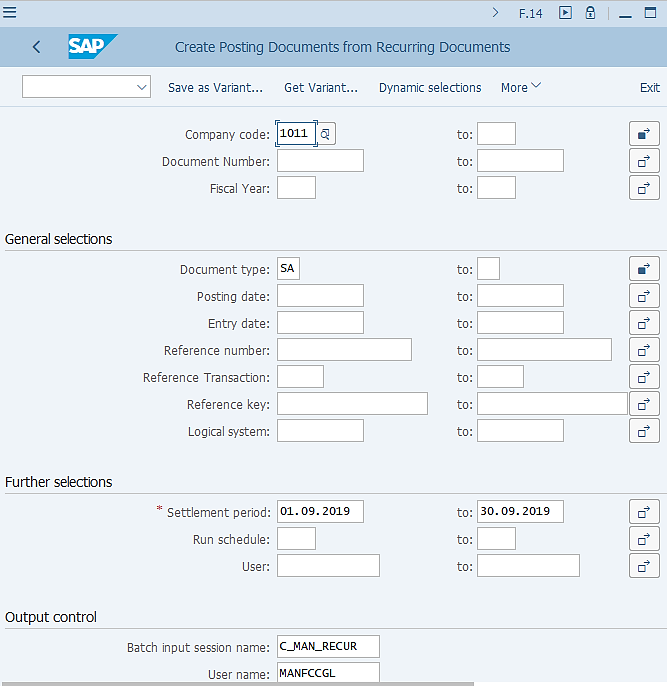 F.14
SAP Create Posting Documents from Recurring Documents
Save as Variant... Get Variant... Dynamic selections More Exit
Company code: 1011 to:
Document Number: to:
Fiscal Year: to:
General selections
Document type: SA to:
Posting date: to:
Entry date: to:
Reference number: to:
Reference Transaction: to:
Reference key: to:
Logical system: to:
Further selections
* Settlement period: 01.09.2019 to: 30.09.2019
Run schedule: to:
User: to:
Output control
Batch input session name: C_MAN_RECUR
User name: MANFCCGL